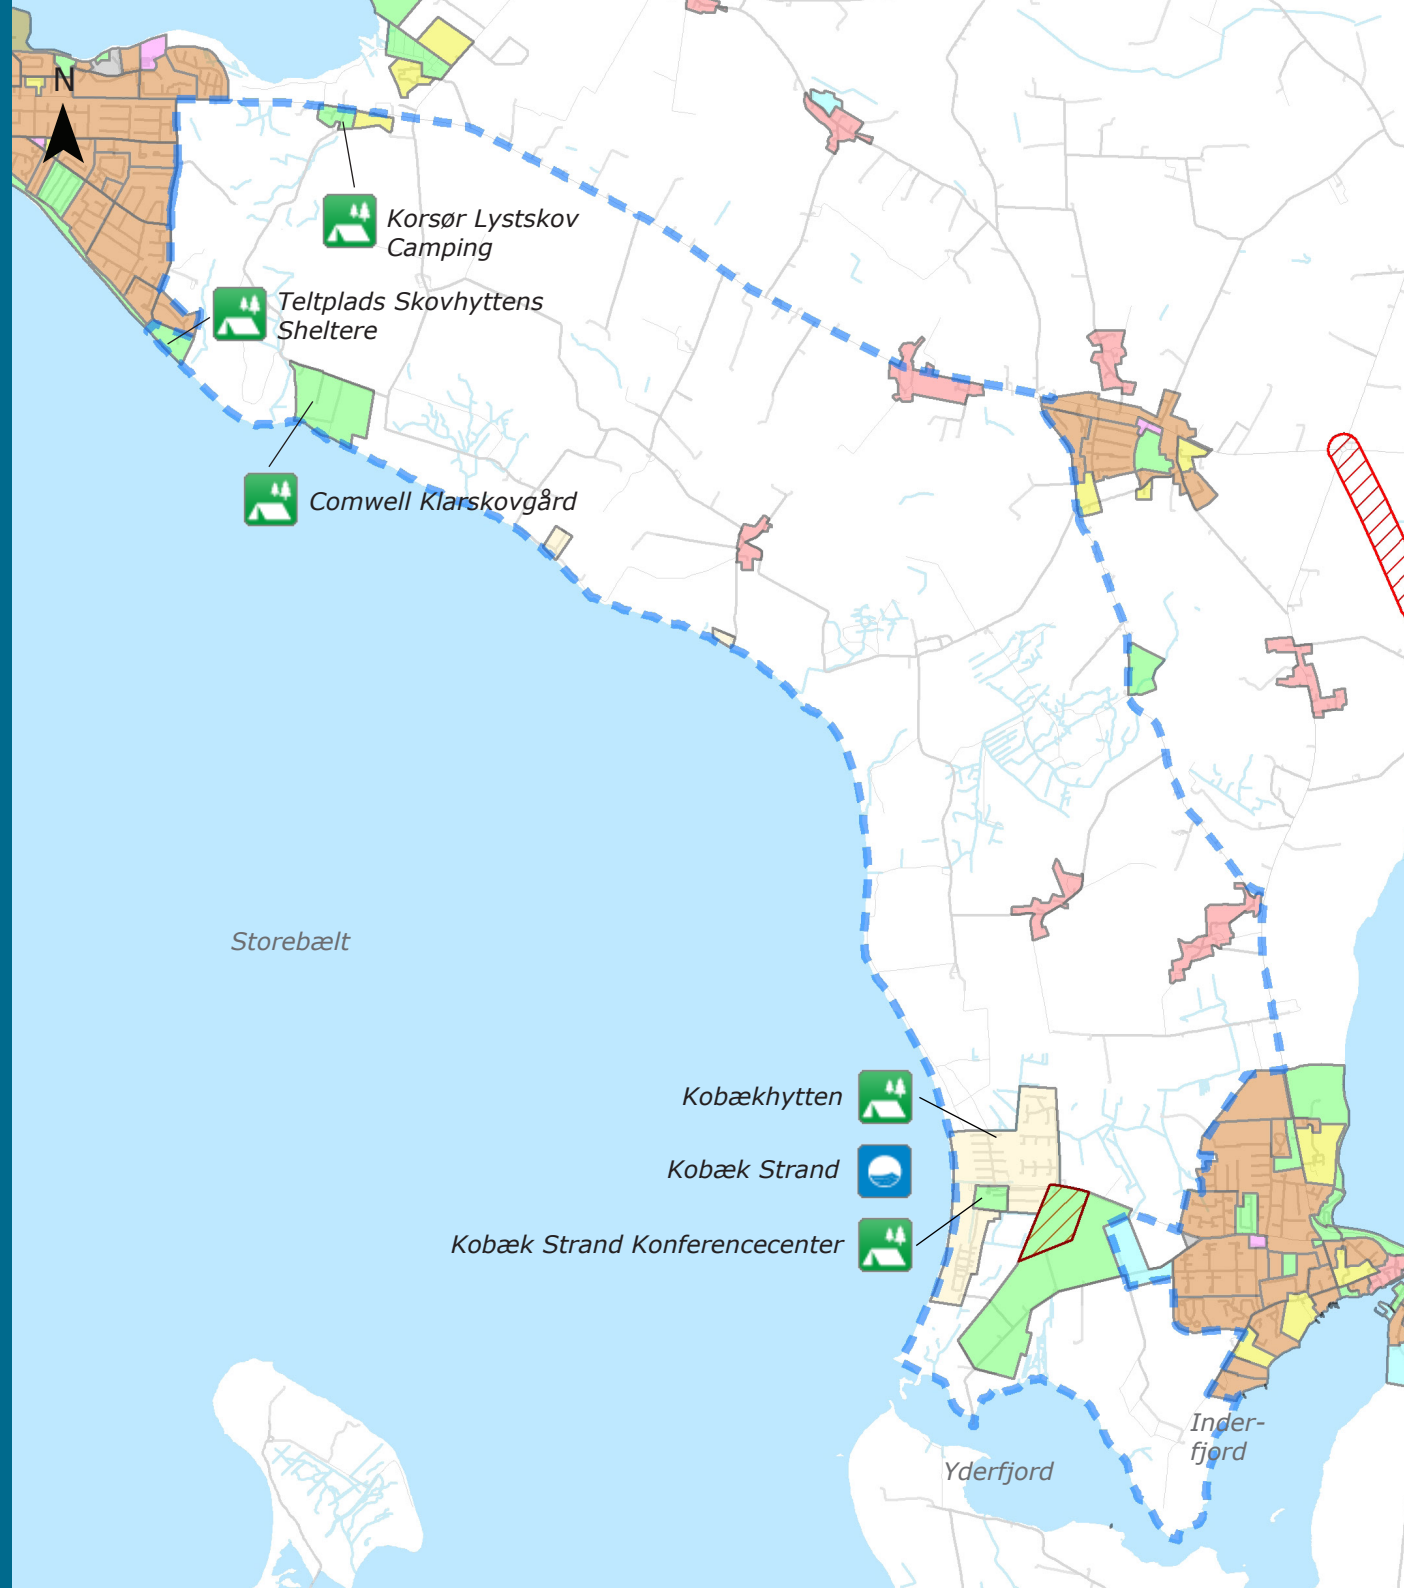 N
Korsør Lystskov
Camping
Teltplads Skovhyttens
Sheltere
Comwell Klarskovgård
Storebælt
Kobækhytten
Kobæk Strand
Kobæk Strand Konferencecenter
Inder-
fjord
Yderfjord